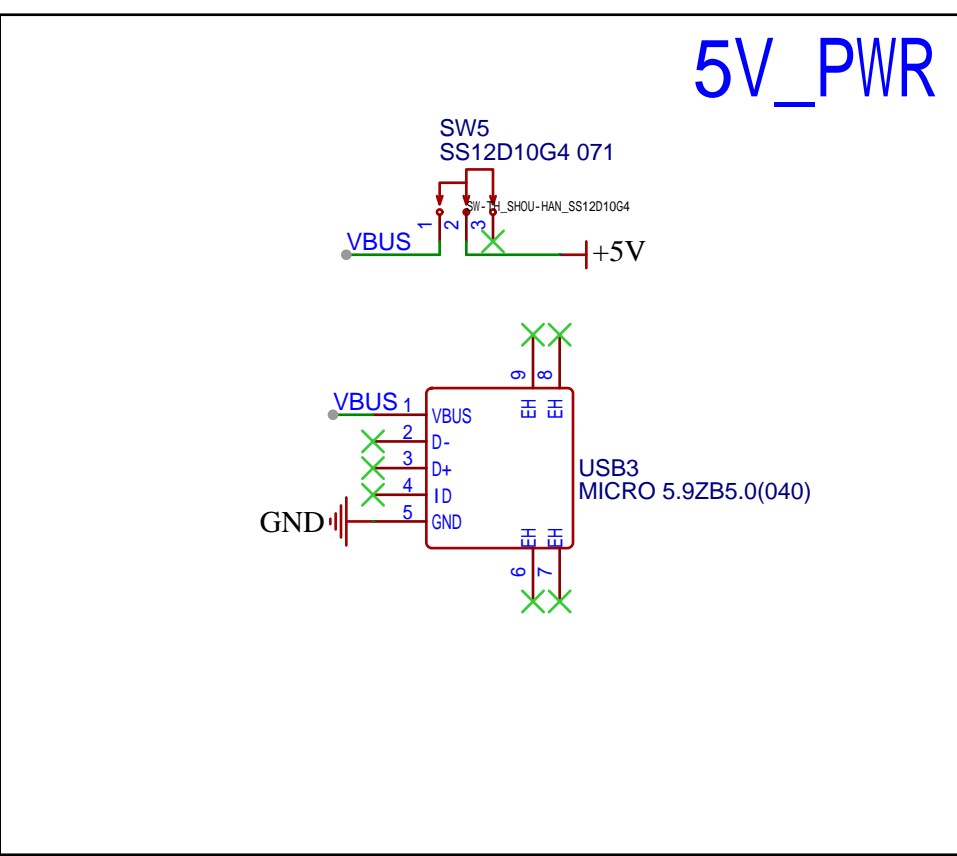 5V_PWR
SW5
SS12D10G4 071
SW-TH_SHOU-HAN_SS12D10G4
1
2
3
VBUS
+5V
9
8
VBUS
1
VBUS
EH
EH
2
D-
3
D+
USB3
4
ID
MICRO 5.9ZB5.0(040)
GND
5
GND
EH
EH
6
7